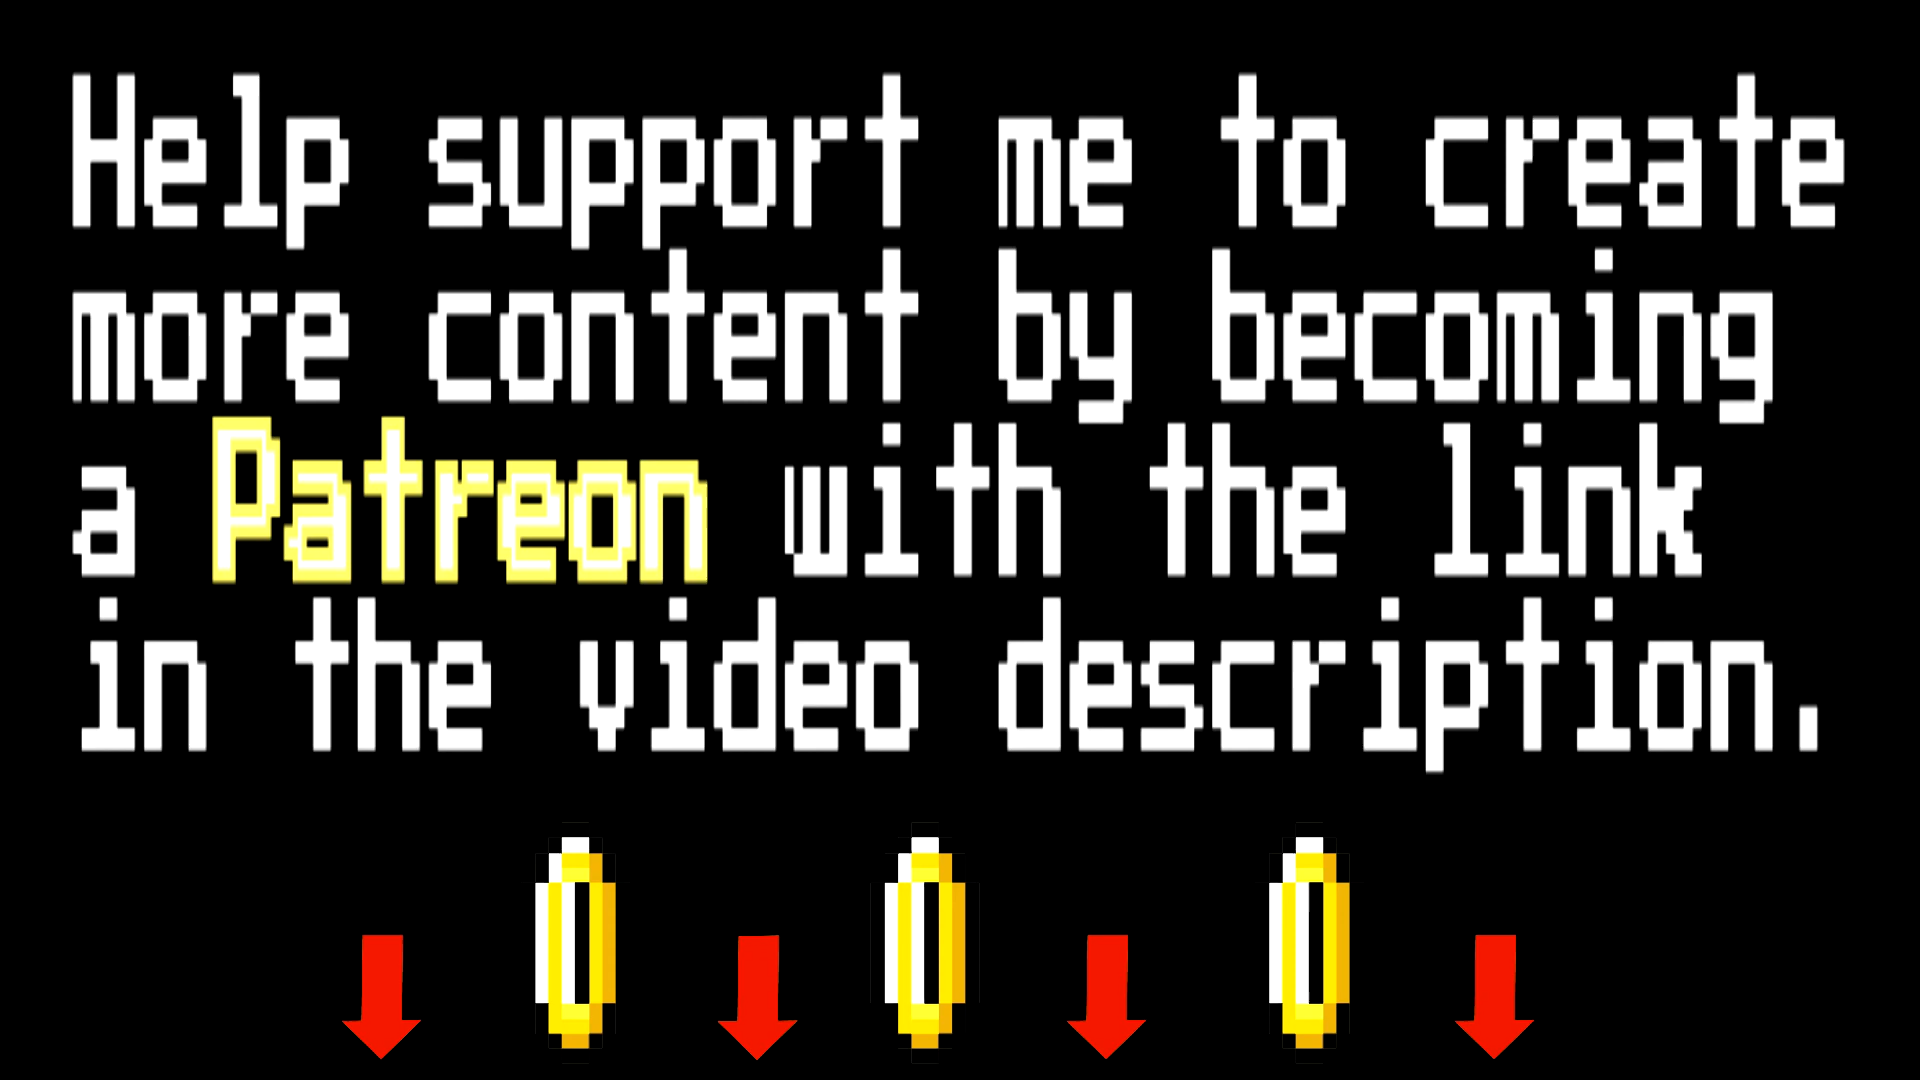 Help support me to create
more content by becoming
a Patreon with the link
in the video description.